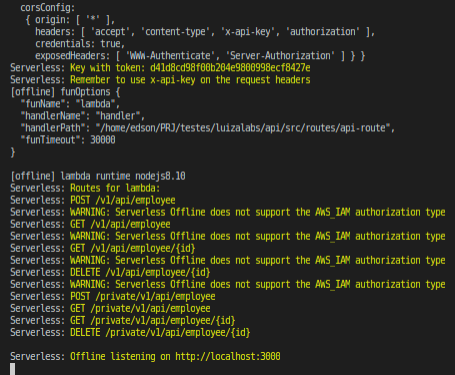 corsConfig:
{ origin: [ '*' ],
headers: [ 'accept', 'content-type', 'x-api-key', 'authorization' ],
credentials: true,
exposedHeaders: [ 'WWW-Authenticate', 'Server-Authorization' ] } }
Serverless: Key with token: d41d8cd98f00b204e9800998ecf8427e
Serverless: Remember to use x-api-key on the request headers
[offline] funOptions {
"funName": "lambda",
"handlerName": "handler",
"handlerPath": "/home/edson/PRJ/testes/luizalabs/api/src/routes/api-route",
"funTimeout": 30000
}
[offline] lambda runtime nodejs8.10
Serverless: Routes for lambda:
Serverless: POST /v1/api/employee
Serverless: WARNING: Serverless Offline does not support the AWS_IAM authorization type
Serverless: GET /v1/api/employee
Serverless: WARNING: Serverless Offline does not support the AWS_IAM authorization type
Serverless: GET /v1/api/employee/{id}
Serverless: WARNING: Serverless Offline does not support the AWS_IAM authorization type
Serverless: DELETE /v1/api/employee/{id}
Serverless: WARNING: Serverless Offline does not support the AWS_IAM authorization type
Serverless: POST /private/v1/api/employee
Serverless: GET /private/v1/api/employee
Serverless: GET /private/v1/api/employee/{id}
Serverless: DELETE /private/v1/api/employee/{id}
Serverless: Offline listening on http://localhost:3000